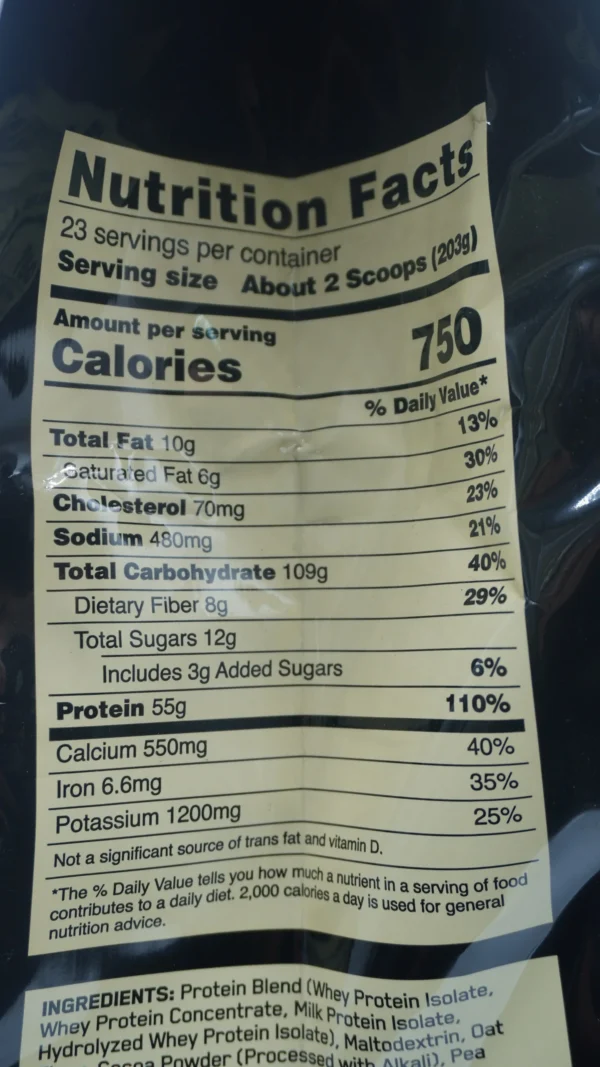 Nutrition Facts
23 servings per container
Serving size About 2 Scoops (203g)
Amount per serving
Calories 750
% Daily Value*
Total Fat 10g 13%
Saturated Fat 6g 30%
Cholesterol 70mg 23%
Sodium 480mg 21%
Total Carbohydrate 109g 40%
Dietary Fiber 8g 29%
Total Sugars 12g
Includes 3g Added Sugars 6%
Protein 55g 110%
Calcium 550mg 40%
Iron 6.6mg 35%
Potassium 1200mg 25%
Not a significant source of trans fat and vitamin D.
*The % Daily Value tells you how much a nutrient in a serving of food
contributes to a daily diet. 2,000 calories a day is used for general
nutrition advice.
INGREDIENTS: Protein Blend (Whey Protein Isolate,
Whey Protein Concentrate, Milk Protein Isolate,
Hydrolyzed Whey Protein Isolate), Maltodextrin, Oat
Cocoa Powder (Processed with Alkali), Pea